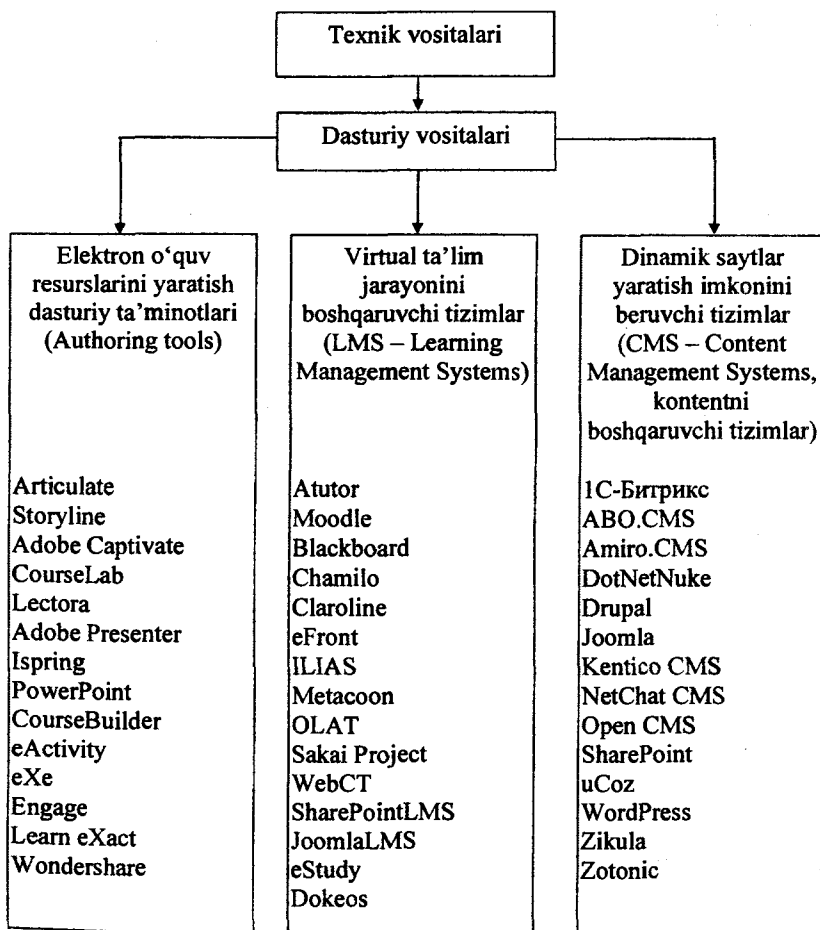 Texnik vositalari
Dasturiy vositalari
Elektron o‘quv
resurslarini yaratish
dasturiy ta’minotlari
(Authoring tools)
Articulate
Storyline
Adobe Captivate
CourseLab
Lectora
Adobe Presenter
Ispring
PowerPoint
CourseBuilder
eActivity
eXe
Engage
Learn eXact
Wondershare
Virtual ta’lim
jarayonini
boshqaruvchi tizimlar
(LMS – Learning
Management Systems)
Atutor
Moodle
Blackboard
Chamilo
Claroline
eFront
ILIAS
Metacoon
OLAT
Sakai Project
WebCT
SharePointLMS
JoomlaLMS
eStudy
Dokeos
Dinamik saytlar
yaratish imkonini
beruvchi tizimlar
(CMS – Content
Management Systems,
kontentni
boshqaruvchi tizimlar)
1С-Битрикс
ABO.CMS
Amiro.CMS
DotNetNuke
Drupal
Joomla
Kentico CMS
NetChat CMS
Open CMS
SharePoint
uCoz
WordPress
Zikula
Zotonic